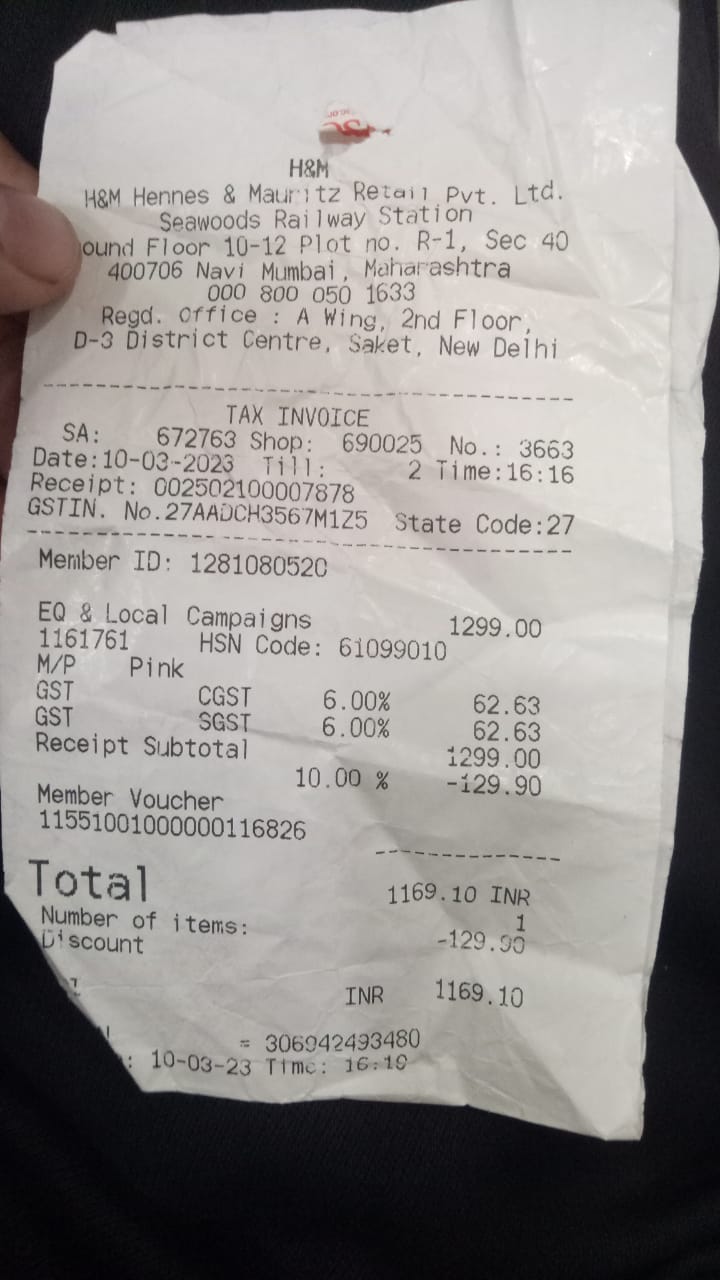 H&M
H&M Hennes & Mauritz Retail Pvt. Ltd.
Seawoods Railway Station
ound Floor 10-12 Plot no. R-1, Sec 40
400706 Navi Mumbai, Maharashtra
000 800 050 1633
Regd. Office : A Wing, 2nd Floor,
D-3 District Centre, Saket, New Delhi
TAX INVOICE
SA: 672763 Shop: 690025 No.: 3663
Date:10-03-2023 Till: 2 Time:16:16
Receipt: 002502100007878
GSTIN. No.27AADCH3567M1Z5 State Code:27
Member ID: 1281080520
EQ & Local Campaigns 1299.00
1161761 HSN Code: 61099010
M/P Pink
GST CGST 6.00% 62.63
GST SGST 6.00% 62.63
Receipt Subtotal 1299.00
10.00 % -129.90
Member Voucher
11551001000000116826
Total 1169.10 INR
Number of items: 1
Discount -129.90
INR 1169.10
= 306942493480
: 10-03-23 Time: